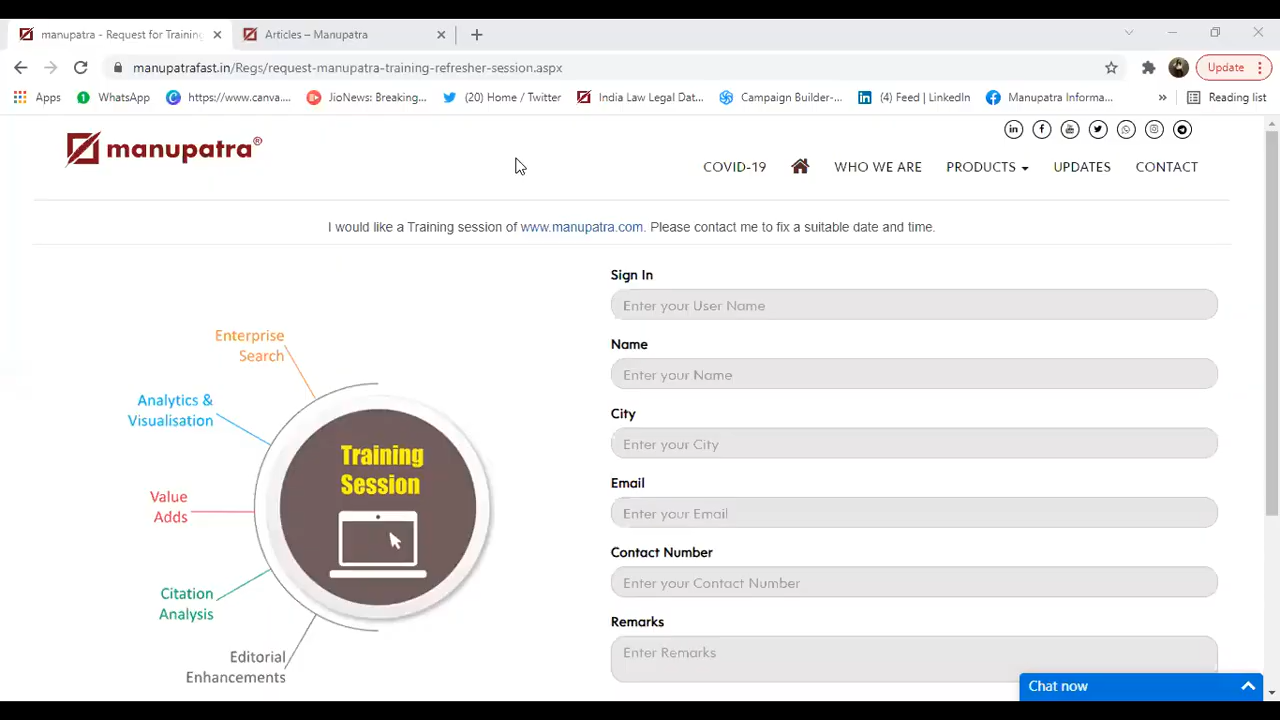 manupatra - Request for Training
Articles – Manupatra
manupatrafast.in/Regs/request-manupatra-training-refresher-session.aspx
Update
Apps
WhatsApp
https://www.canva....
JioNews: Breaking...
(20) Home / Twitter
India Law Legal Dat...
Campaign Builder-...
(4) Feed | LinkedIn
Manupatra Informa...
»
Reading list
manupatra®
COVID-19
WHO WE ARE
PRODUCTS
UPDATES
CONTACT
I would like a Training session of www.manupatra.com. Please contact me to fix a suitable date and time.
Enterprise
Search
Analytics &
Visualisation
Value
Adds
Citation
Analysis
Editorial
Enhancements
Training
Session
Sign In
Enter your User Name
Name
Enter your Name
City
Enter your City
Email
Enter your Email
Contact Number
Enter your Contact Number
Remarks
Enter Remarks
Chat now